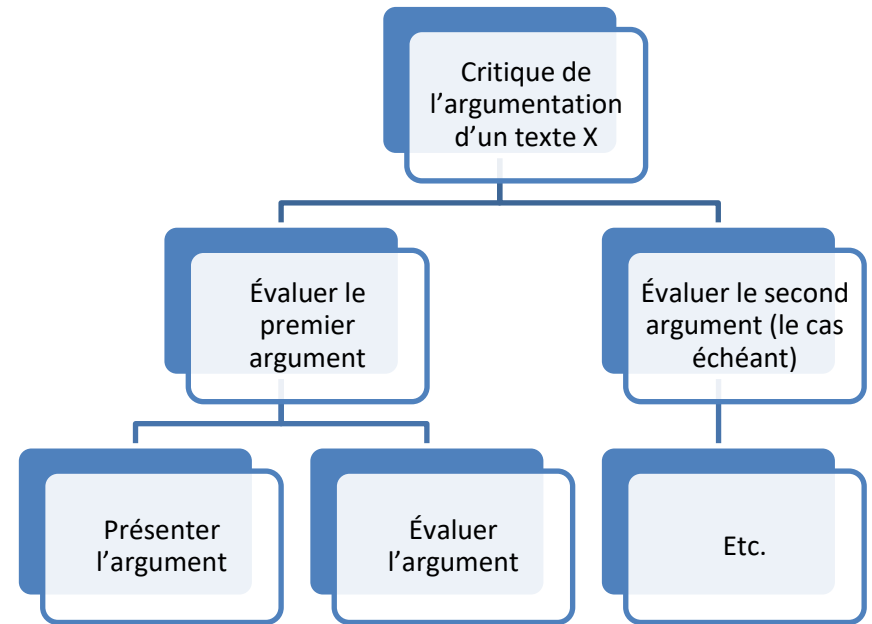 Critique de
l’argumentation
d’un texte X
Évaluer le
premier
argument
Évaluer le second
argument (le cas
échéant)
Présenter
l’argument
Évaluer
l’argument
Etc.